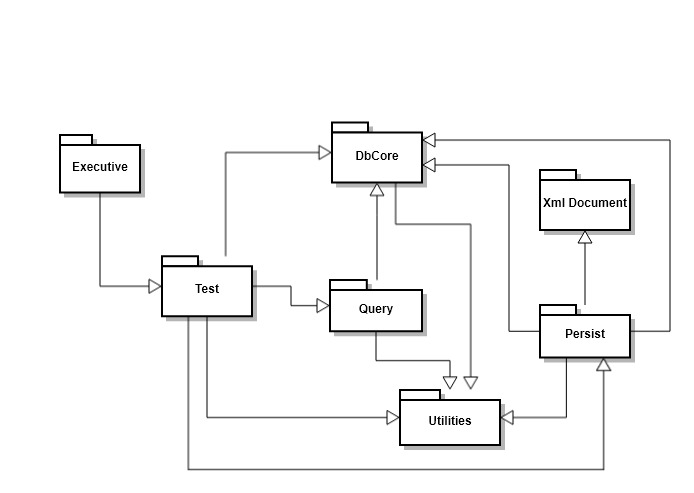 DbCore
Executive
Xml Document
Test
Query
Persist
Utilities